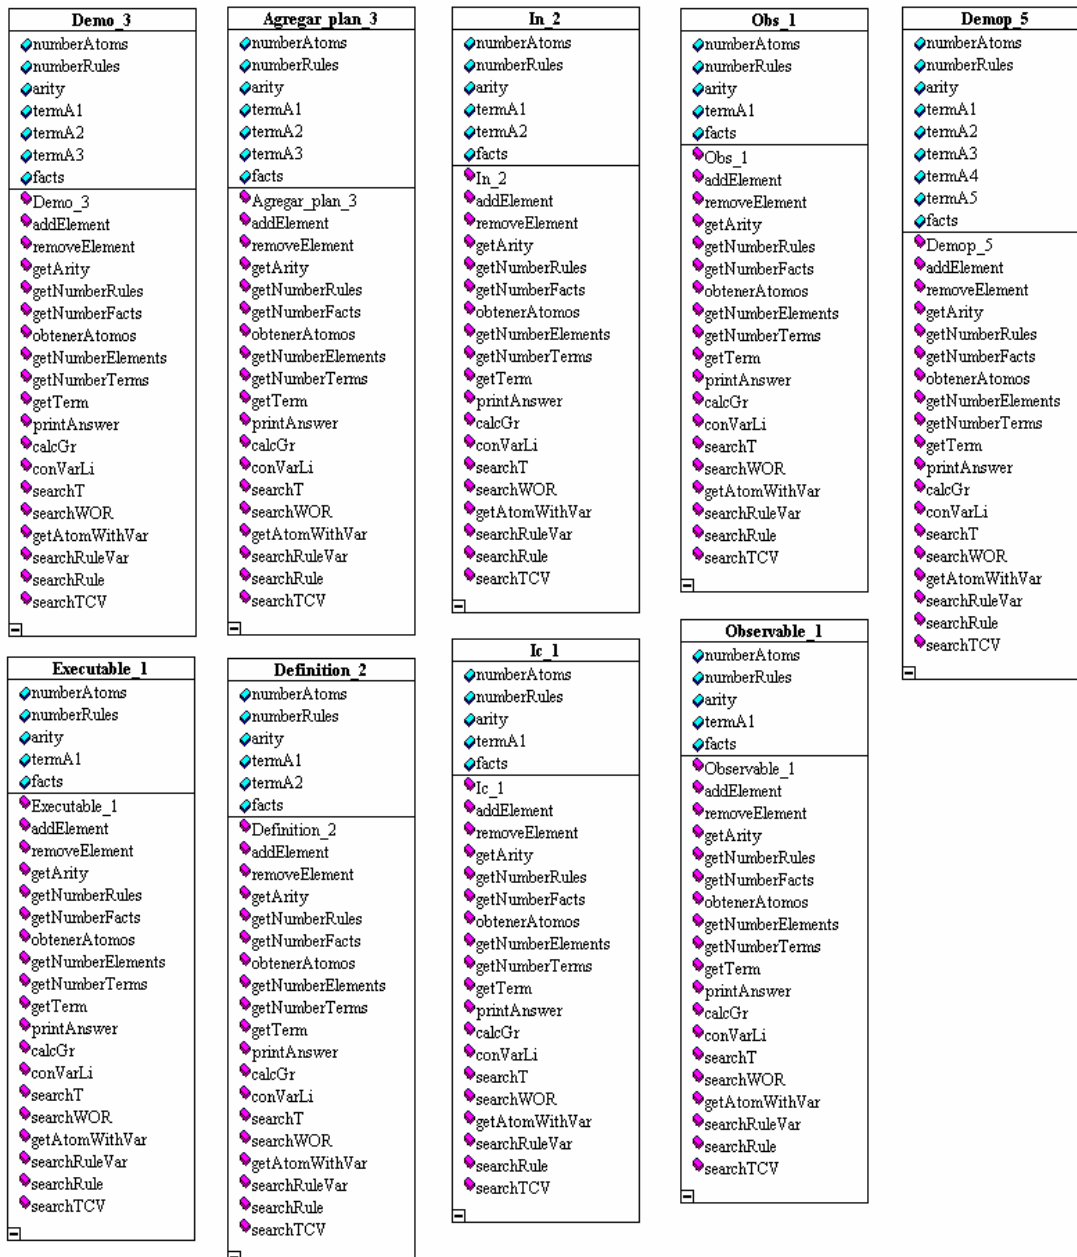 Demo_3
numberAtoms
numberRules
arity
termA1
termA2
termA3
facts
Demo_3
addElement
removeElement
getArity
getNumberRules
getNumberFacts
obtenerAtomos
getNumberElements
getNumberTerms
getTerm
printAnswer
calcGr
conVarLi
searchT
searchWOR
getAtomWithVar
searchRuleVar
searchRule
searchTCV
Agregar_plan_3
numberAtoms
numberRules
arity
termA1
termA2
termA3
facts
Agregar_plan_3
addElement
removeElement
getArity
getNumberRules
getNumberFacts
obtenerAtomos
getNumberElements
getNumberTerms
getTerm
printAnswer
calcGr
conVarLi
searchT
searchWOR
getAtomWithVar
searchRuleVar
searchRule
searchTCV
In_2
numberAtoms
numberRules
arity
termA1
termA2
facts
In_2
addElement
removeElement
getArity
getNumberRules
getNumberFacts
obtenerAtomos
getNumberElements
getNumberTerms
getTerm
printAnswer
calcGr
conVarLi
searchT
searchWOR
getAtomWithVar
searchRuleVar
searchRule
searchTCV
Obs_1
numberAtoms
numberRules
arity
termA1
facts
Obs_1
addElement
removeElement
getArity
getNumberRules
getNumberFacts
obtenerAtomos
getNumberElements
getNumberTerms
getTerm
printAnswer
calcGr
conVarLi
searchT
searchWOR
getAtomWithVar
searchRuleVar
searchRule
searchTCV
Demop_5
numberAtoms
numberRules
arity
termA1
termA2
termA3
termA4
termA5
facts
Demop_5
addElement
removeElement
getArity
getNumberRules
getNumberFacts
obtenerAtomos
getNumberElements
getNumberTerms
getTerm
printAnswer
calcGr
conVarLi
searchT
searchWOR
getAtomWithVar
searchRuleVar
searchRule
searchTCV
Executable_1
numberAtoms
numberRules
arity
termA1
facts
Executable_1
addElement
removeElement
getArity
getNumberRules
getNumberFacts
obtenerAtomos
getNumberElements
getNumberTerms
getTerm
printAnswer
calcGr
conVarLi
searchT
searchWOR
getAtomWithVar
searchRuleVar
searchRule
searchTCV
Definition_2
numberAtoms
numberRules
arity
termA1
termA2
facts
Definition_2
addElement
removeElement
getArity
getNumberRules
getNumberFacts
obtenerAtomos
getNumberElements
getNumberTerms
getTerm
printAnswer
calcGr
conVarLi
searchT
searchWOR
getAtomWithVar
searchRuleVar
searchRule
searchTCV
Ic_1
numberAtoms
numberRules
arity
termA1
facts
Ic_1
addElement
removeElement
getArity
getNumberRules
getNumberFacts
obtenerAtomos
getNumberElements
getNumberTerms
getTerm
printAnswer
calcGr
conVarLi
searchT
searchWOR
getAtomWithVar
searchRuleVar
searchRule
searchTCV
Observable_1
numberAtoms
numberRules
arity
termA1
facts
Observable_1
addElement
removeElement
getArity
getNumberRules
getNumberFacts
obtenerAtomos
getNumberElements
getNumberTerms
getTerm
printAnswer
calcGr
conVarLi
searchT
searchWOR
getAtomWithVar
searchRuleVar
searchRule
searchTCV